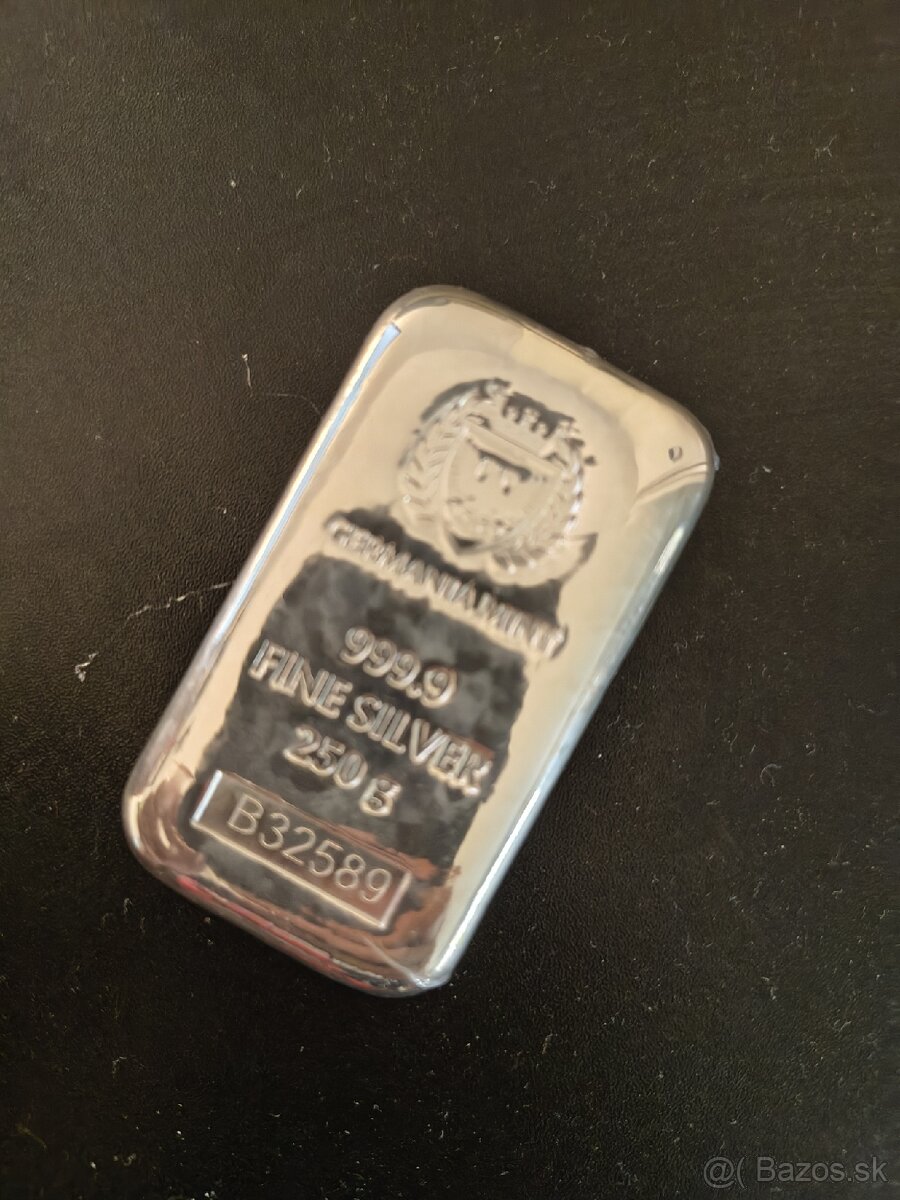 GERMANIA MINT
999.9
FINE SILVER
250 g
B32589
@( Bazos.sk